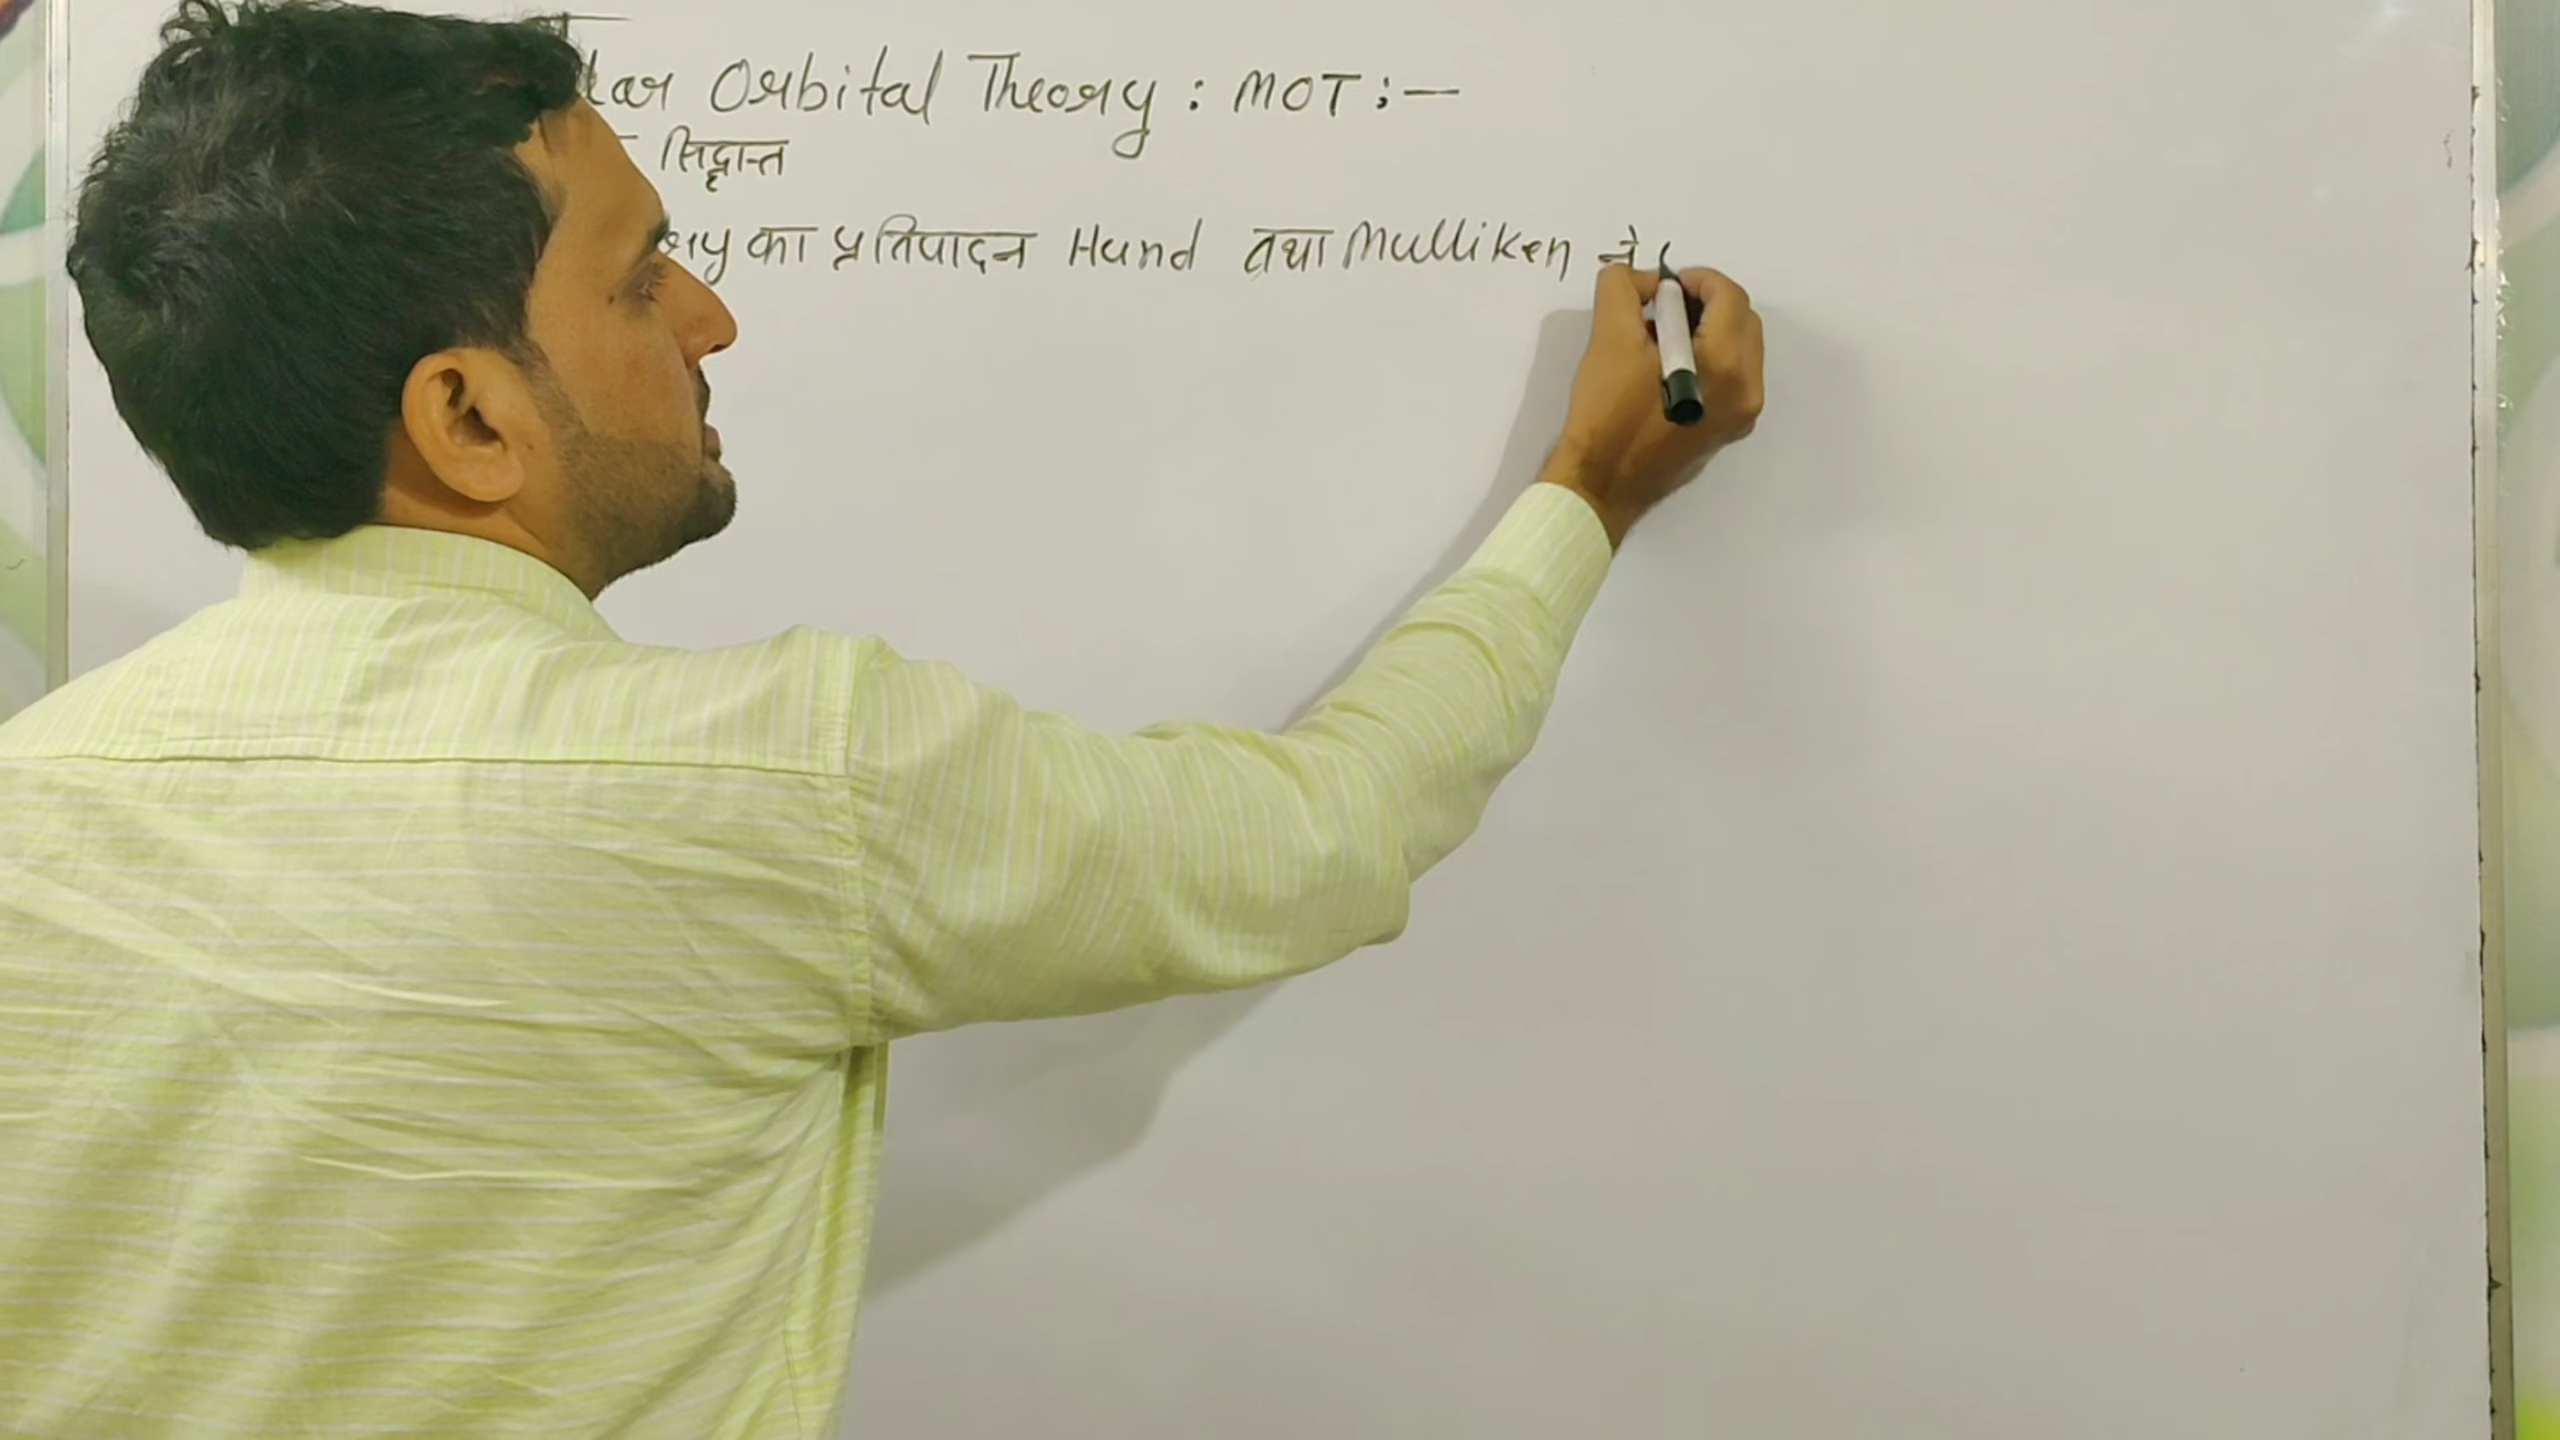 lar Orbital Theory : MOT :-
सिद्धान्त
का प्रतिपादन Hund तथा Mulliken ने (